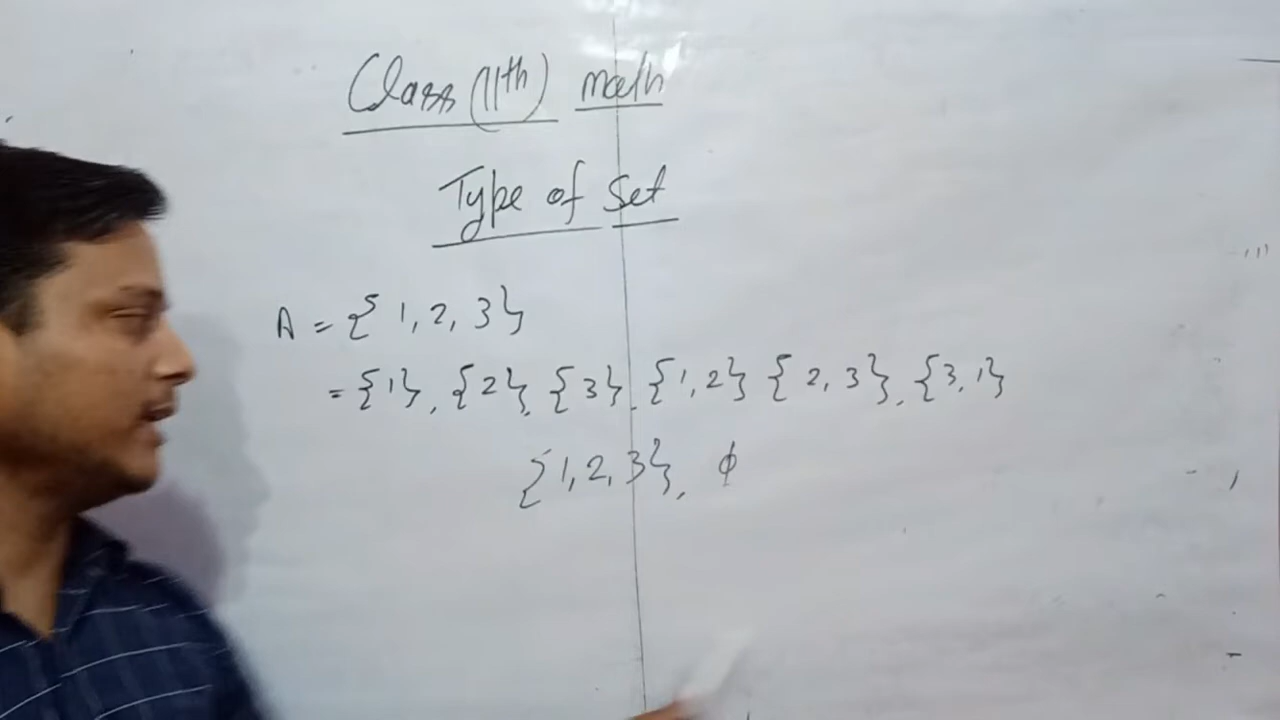 Class (11th) math
Type of Set
A = { 1, 2, 3}
= {1}, {2}, {3}, {1,2} { 2, 3}, {3,1}
{1,2,3}, ϕ